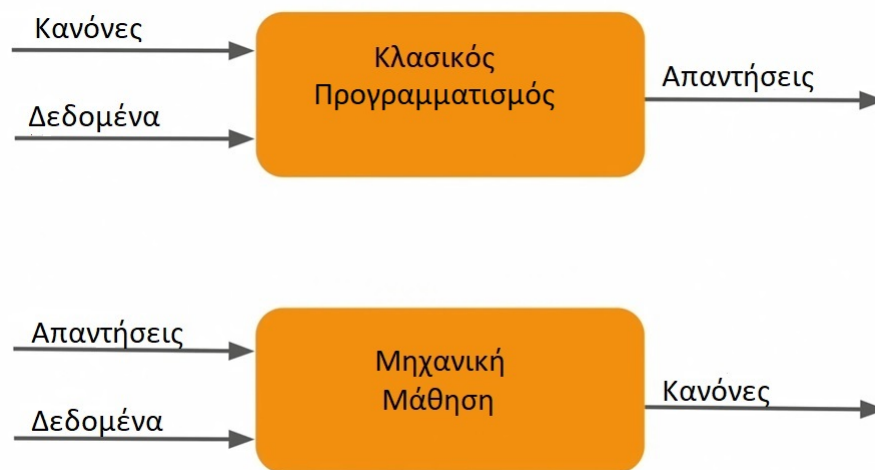 Κανόνες
Δεδομένα
Κλασικός
Προγραμματισμός
Απαντήσεις
Απαντήσεις
Δεδομένα
Μηχανική
Μάθηση
Κανόνες